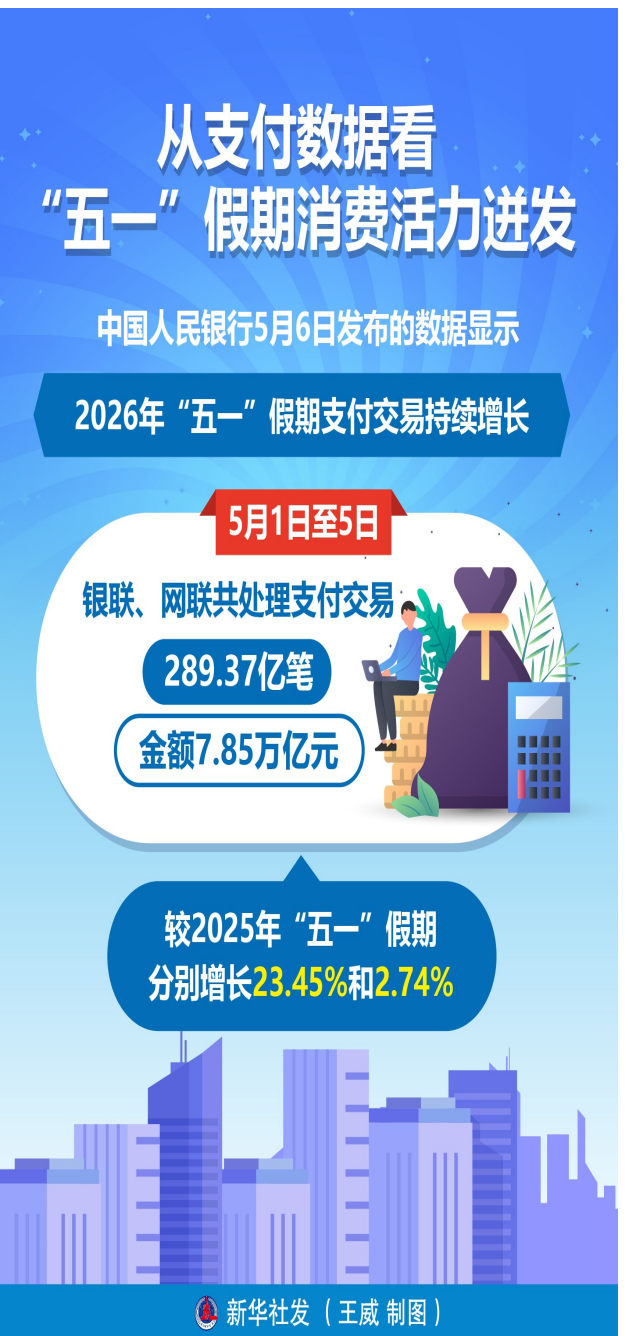 从支付数据看
“五一”假期消费活力迸发
中国人民银行5月6日发布的数据显示
2026年“五一”假期支付交易持续增长
5月1日至5日
银联、网联共处理支付交易
289.37亿笔
金额7.85万亿元
较2025年“五一”假期
分别增长23.45%和2.74%
新华社发（王威 制图）